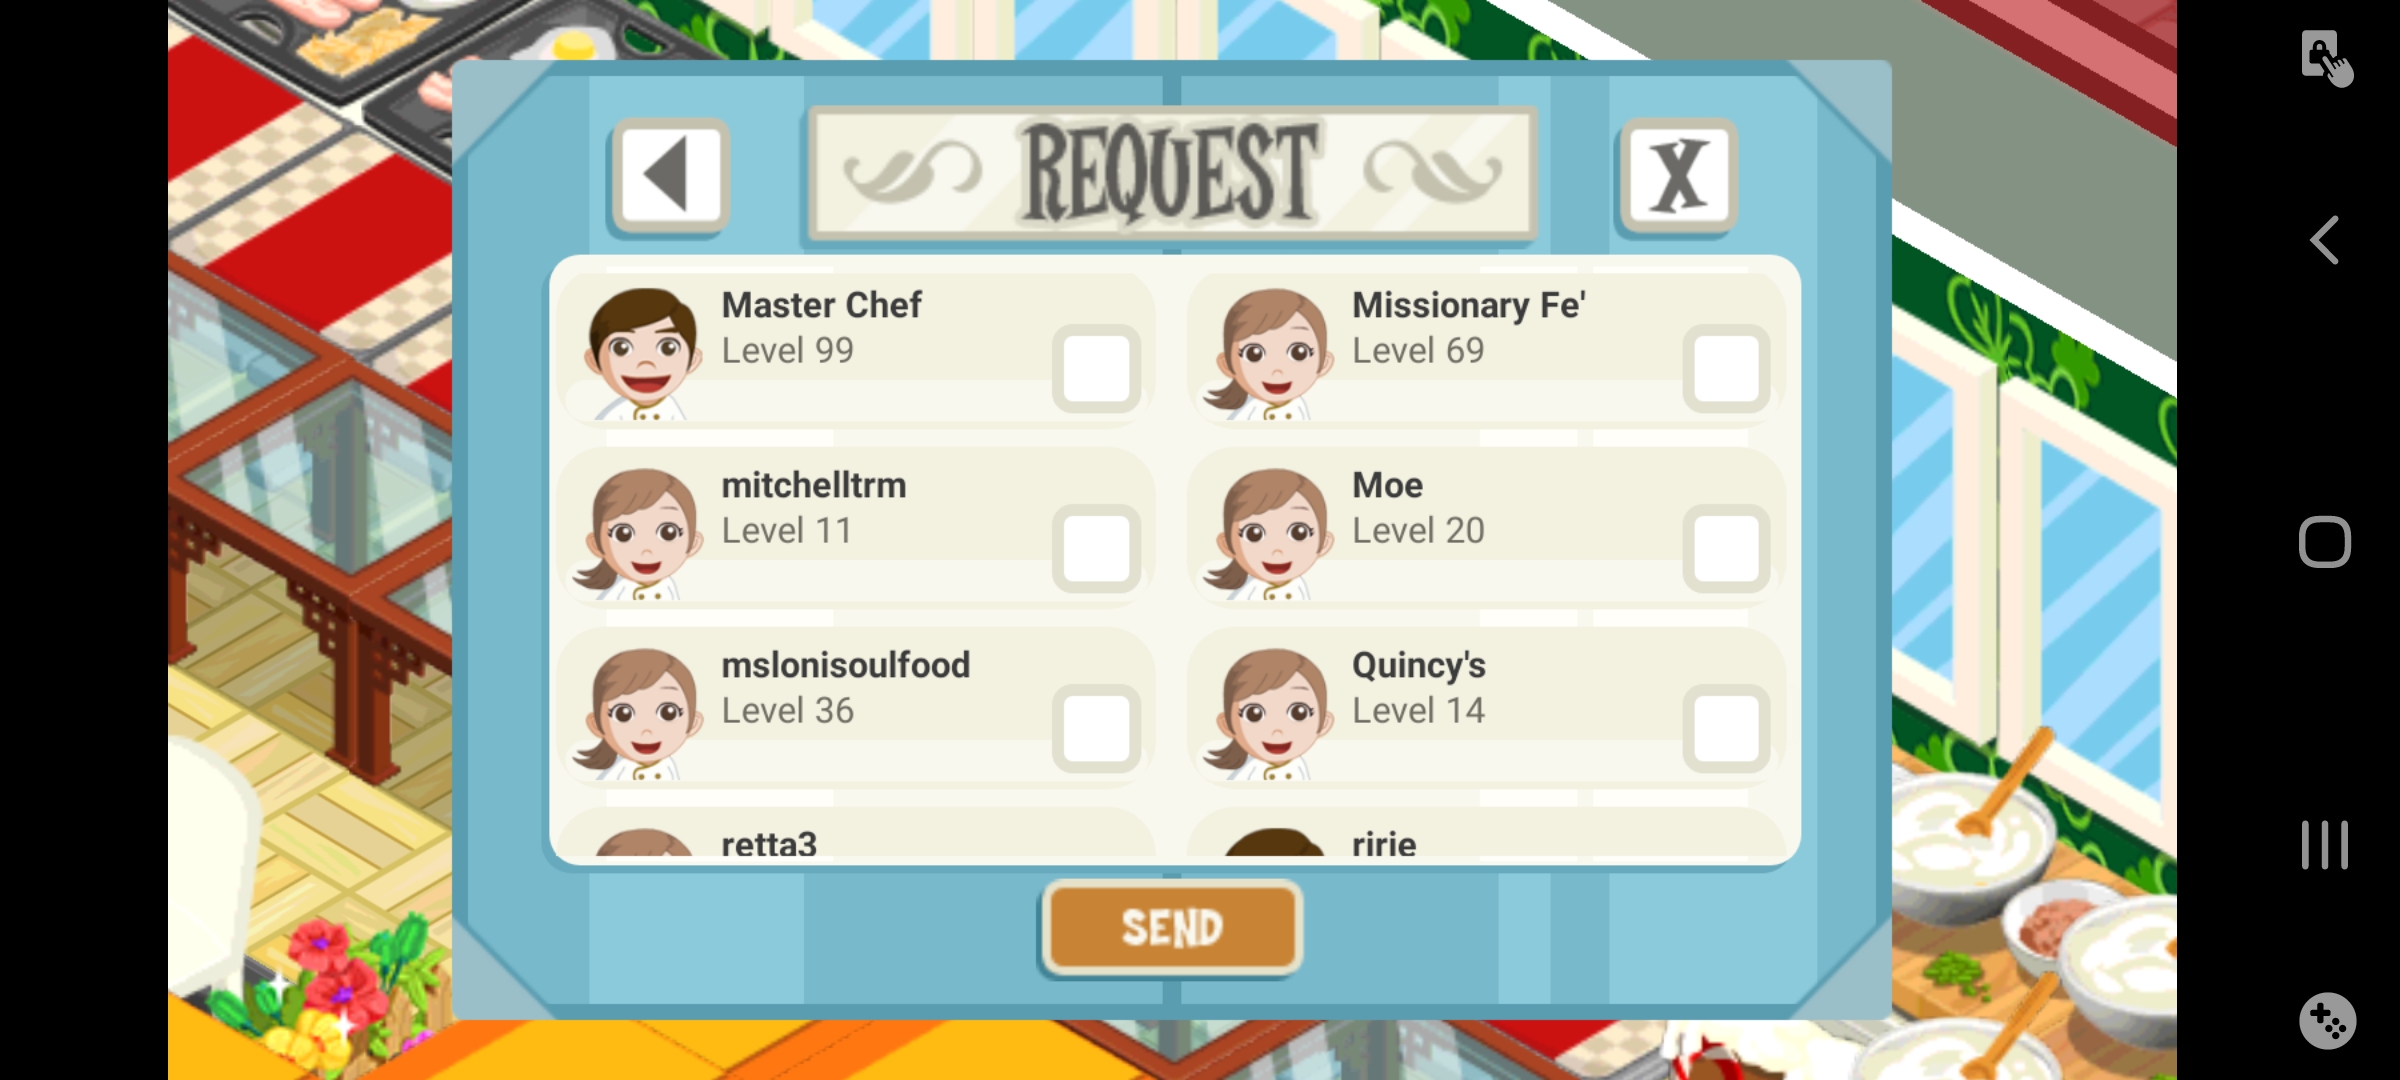 REQUEST
X
Master Chef
Level 99
Missionary Fe'
Level 69
mitchelltrm
Level 11
Moe
Level 20
mslonisoulfood
Level 36
Quincy's
Level 14
retta3
ririe
SEND